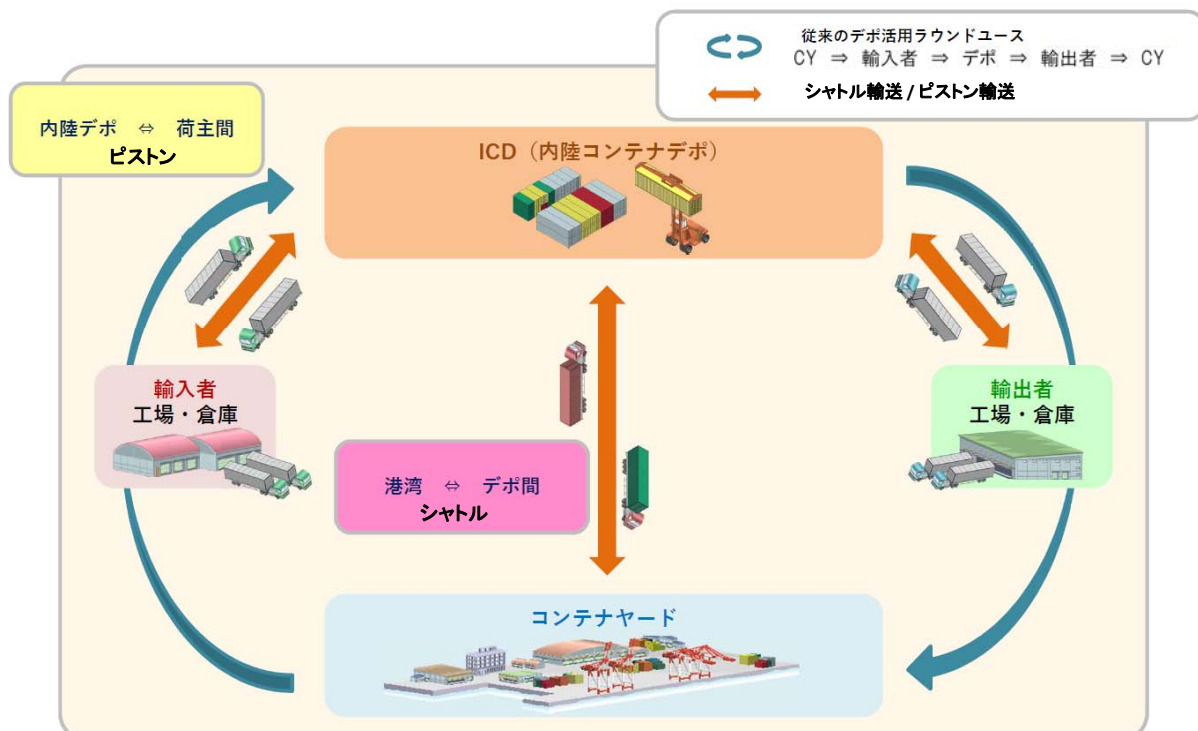 従来のデポ活用ラウンドユース
CY ⇒ 輸入者 ⇒ デポ ⇒ 輸出者 ⇒ CY
シャトル輸送 / ピストン輸送
内陸デポ ⇔ 荷主間
ピストン
ICD（内陸コンテナデポ）
輸入者
工場・倉庫
輸出者
工場・倉庫
港湾 ⇔ デポ間
シャトル
コンテナヤード